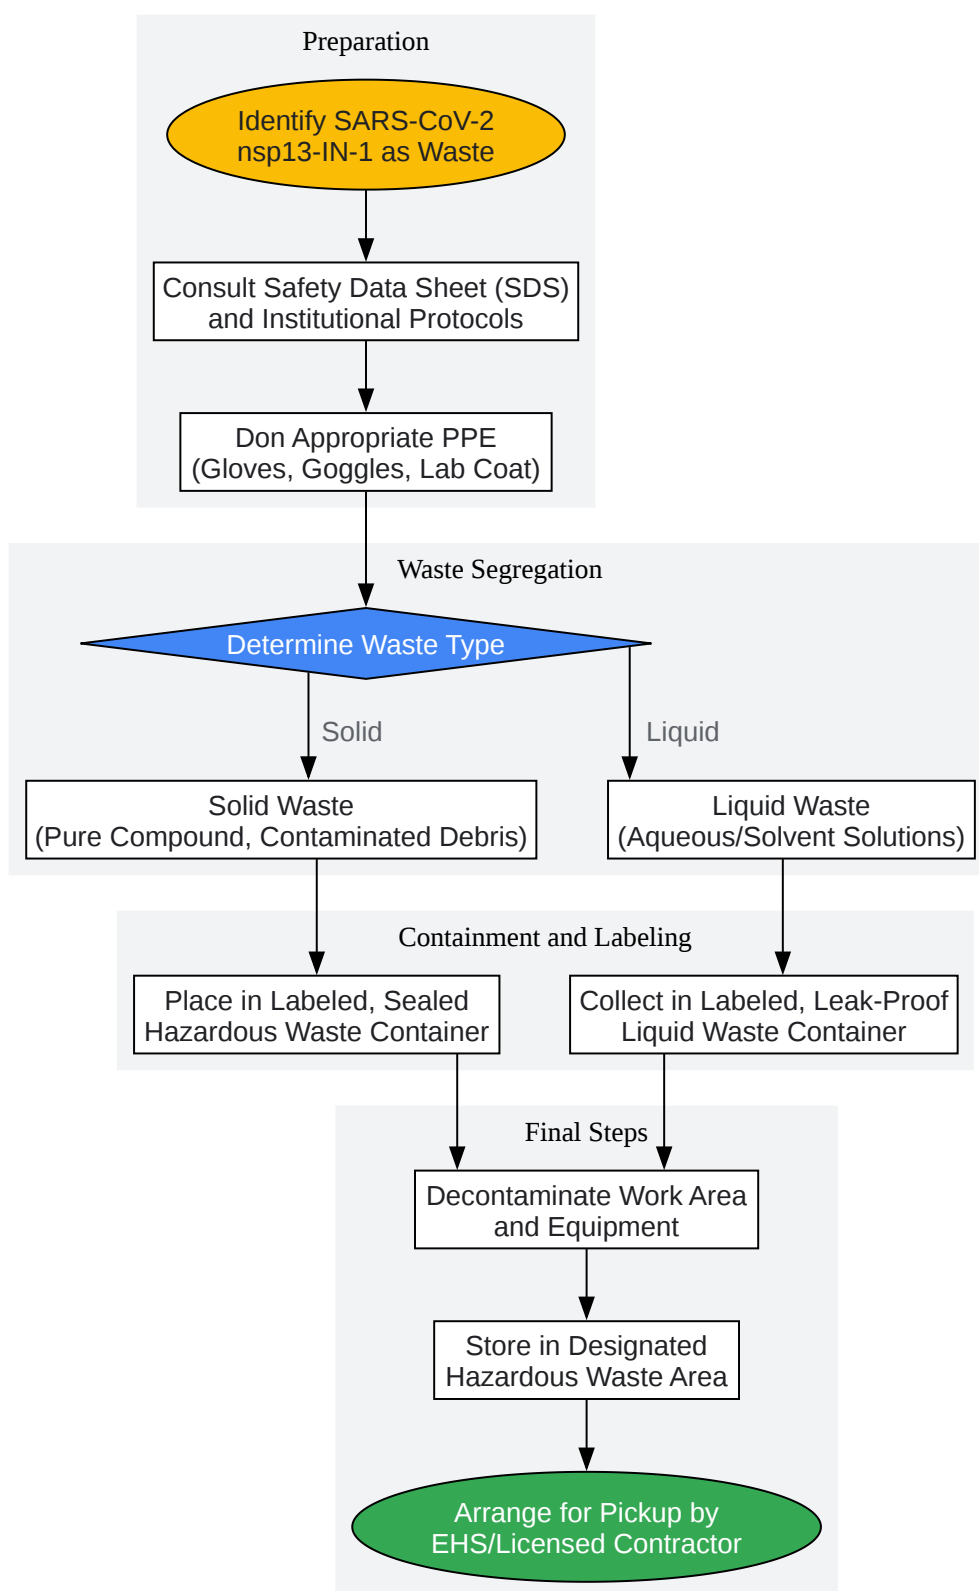 Preparation
Identify SARS-CoV-2
nsp13-IN-1 as Waste
Consult Safety Data Sheet (SDS)
and Institutional Protocols
Don Appropriate PPE
(Gloves, Goggles, Lab Coat)
Waste Segregation
Determine Waste Type
Solid
Liquid
Solid Waste
(Pure Compound, Contaminated Debris)
Liquid Waste
(Aqueous/Solvent Solutions)
Containment and Labeling
Place in Labeled, Sealed
Hazardous Waste Container
Collect in Labeled, Leak-Proof
Liquid Waste Container
Final Steps
Decontaminate Work Area
and Equipment
Store in Designated
Hazardous Waste Area
Arrange for Pickup by
EHS/Licensed Contractor